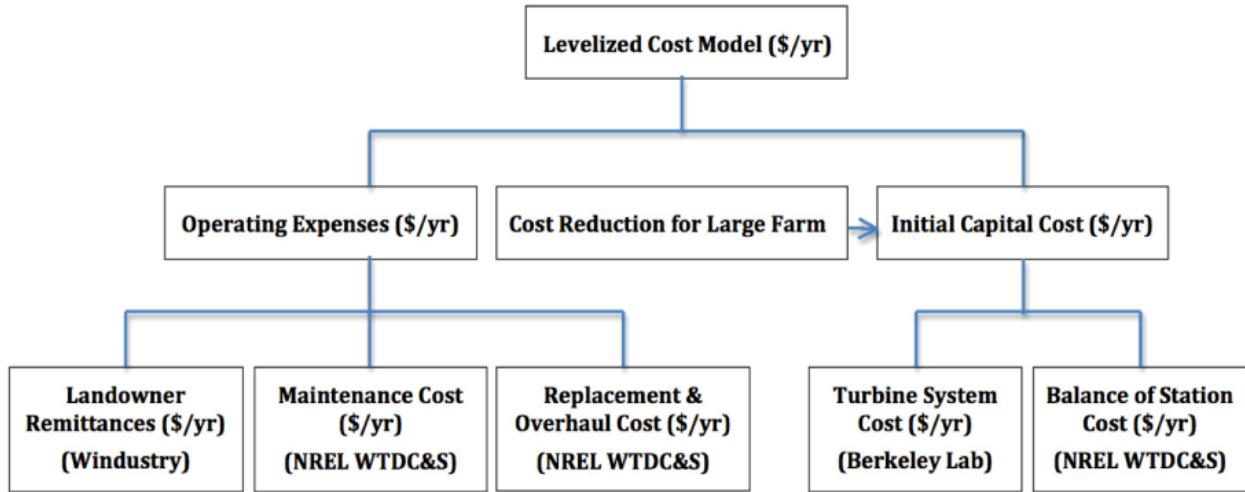 Levelized Cost Model ($/yr)
Operating Expenses ($/yr)
Cost Reduction for Large Farm
Initial Capital Cost ($/yr)
Landowner
Remittances ($/yr)
(Windustry)
Maintenance Cost
($/yr)
(NREL WTDC&S)
Replacement &
Overhaul Cost ($/yr)
(NREL WTDC&S)
Turbine System
Cost ($/yr)
(Berkeley Lab)
Balance of Station
Cost ($/yr)
(NREL WTDC&S)